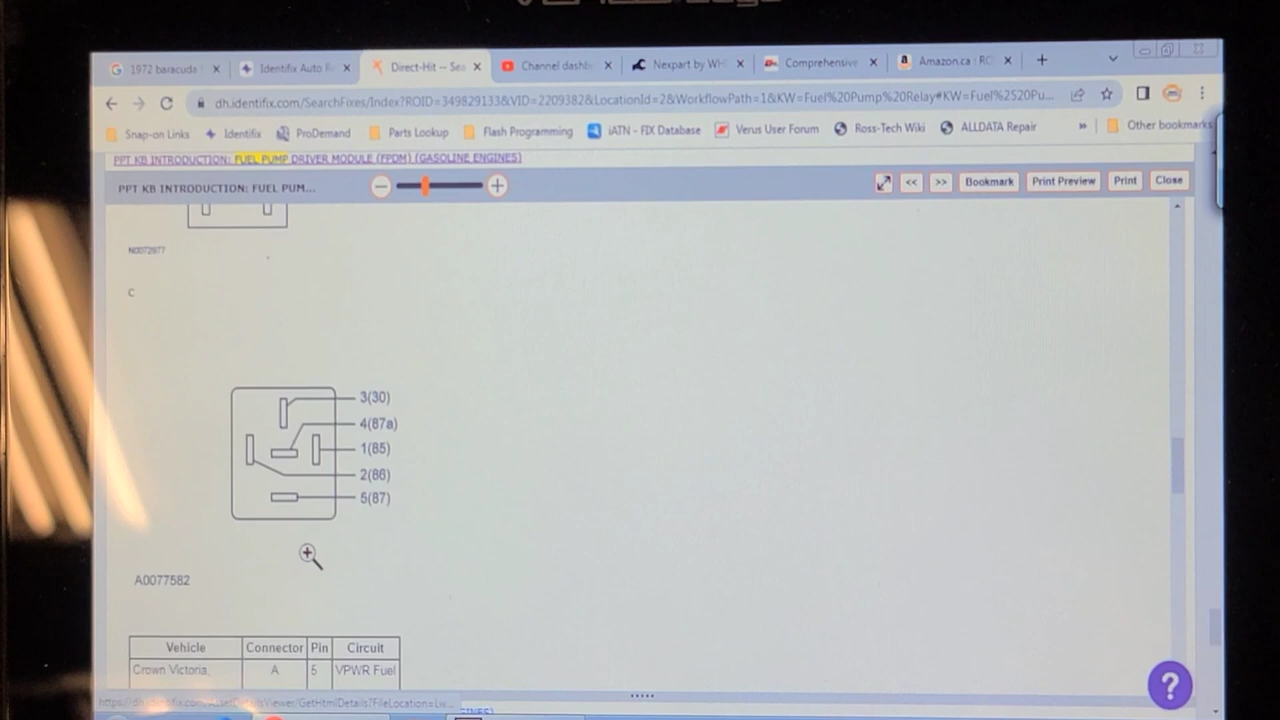 1972 baracuda
Identifix Auto R
Direct-Hit -- Sea
Channel dashb
Nexpart by WH
Comprehensive
Amazon.ca : RC
dh.identifix.com/SearchFixes/Index?ROID=349829133&VID=2209382&LocationId=2&WorkflowPath=1&KW=Fuel%20Pump%20Relay#KW=Fuel%2520Pu...
Snap-on Links
Identifix
ProDemand
Parts Lookup
Flash Programming
iATN - FIX Database
Verus User Forum
Ross-Tech Wiki
ALLDATA Repair
»
Other bookmarks
PPT KB INTRODUCTION: FUEL PUMP DRIVER MODULE (FPDM) (GASOLINE ENGINES)
PPT KB INTRODUCTION: FUEL PUM...
<<
>>
Bookmark
Print Preview
Print
Close
C
3(30)
4(87a)
1(85)
2(86)
5(87)
A0077582
Vehicle Connector Pin Circuit
Crown Victoria, A 5 VPWR Fuel
?